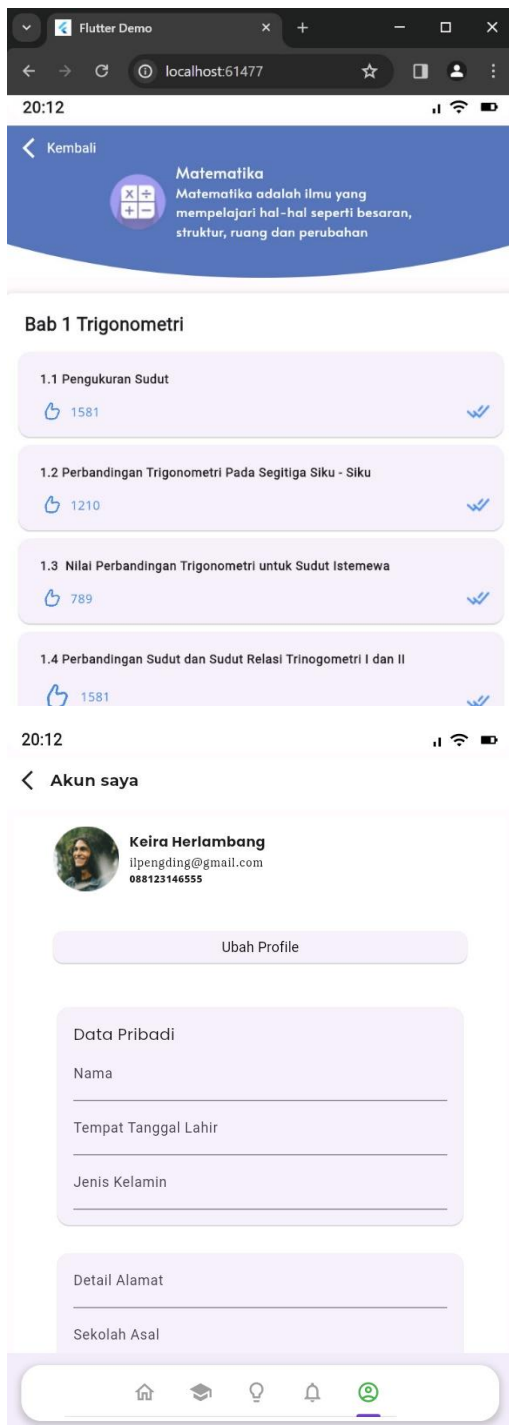 Flutter Demo
localhost:61477
20:12
Kembali
Matematika
Matematika adalah ilmu yang
mempelajari hal-hal seperti besaran,
struktur, ruang dan perubahan
Bab 1 Trigonometri
1.1 Pengukuran Sudut
1581
1.2 Perbandingan Trigonometri Pada Segitiga Siku - Siku
1210
1.3 Nilai Perbandingan Trigonometri untuk Sudut Istemewa
789
1.4 Perbandingan Sudut dan Sudut Relasi Trinogometri I dan II
1581
20:12
Akun saya
Keira Herlambang
ilpengding@gmail.com
088123146555
Ubah Profile
Data Pribadi
Nama
Tempat Tanggal Lahir
Jenis Kelamin
Detail Alamat
Sekolah Asal